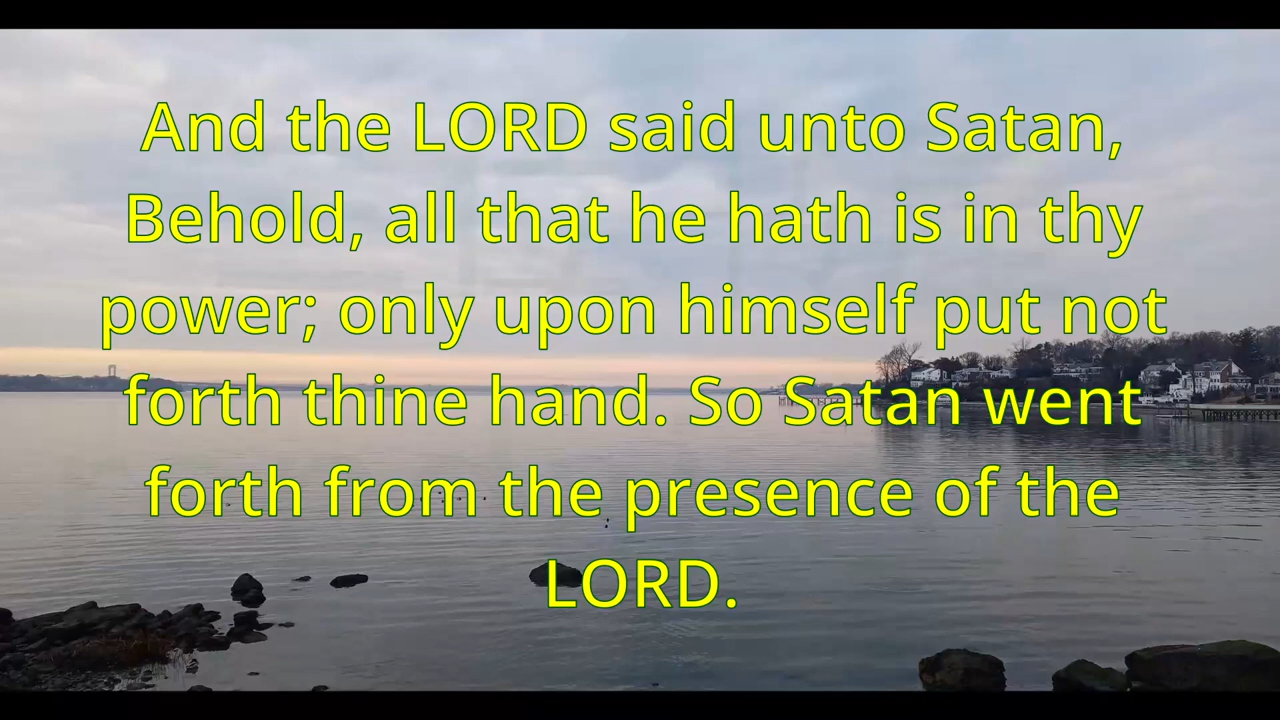 And the LORD said unto Satan,
Behold, all that he hath is in thy
power; only upon himself put not
forth thine hand. So Satan went
forth from the presence of the
LORD.